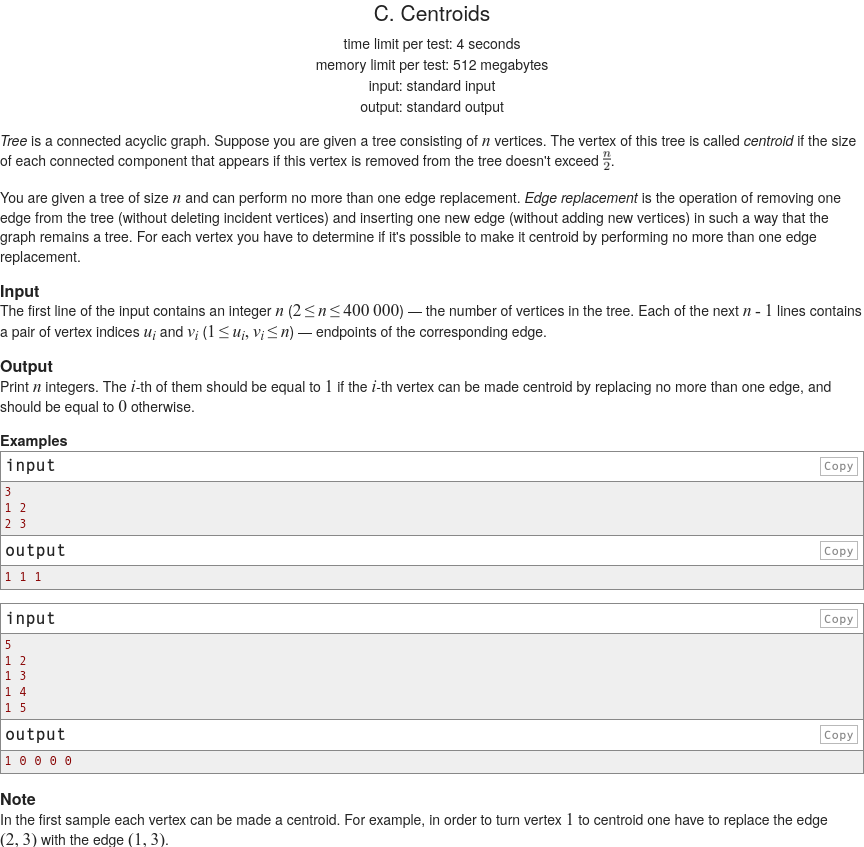 C. Centroids
time limit per test: 4 seconds
memory limit per test: 512 megabytes
input: standard input
output: standard output
Tree is a connected acyclic graph. Suppose you are given a tree consisting of n vertices. The vertex of this tree is called centroid if the size
of each connected component that appears if this vertex is removed from the tree doesn't exceed n/2.
You are given a tree of size n and can perform no more than one edge replacement. Edge replacement is the operation of removing one
edge from the tree (without deleting incident vertices) and inserting one new edge (without adding new vertices) in such a way that the
graph remains a tree. For each vertex you have to determine if it's possible to make it centroid by performing no more than one edge
replacement.
Input
The first line of the input contains an integer n (2 ≤ n ≤ 400 000) — the number of vertices in the tree. Each of the next n - 1 lines contains
a pair of vertex indices ui and vi (1 ≤ ui, vi ≤ n) — endpoints of the corresponding edge.
Output
Print n integers. The i-th of them should be equal to 1 if the i-th vertex can be made centroid by replacing no more than one edge, and
should be equal to 0 otherwise.
Examples
input Copy
3
1 2
2 3
output Copy
1 1 1
input Copy
5
1 2
1 3
1 4
1 5
output Copy
1 0 0 0 0
Note
In the first sample each vertex can be made a centroid. For example, in order to turn vertex 1 to centroid one have to replace the edge
(2, 3) with the edge (1, 3).